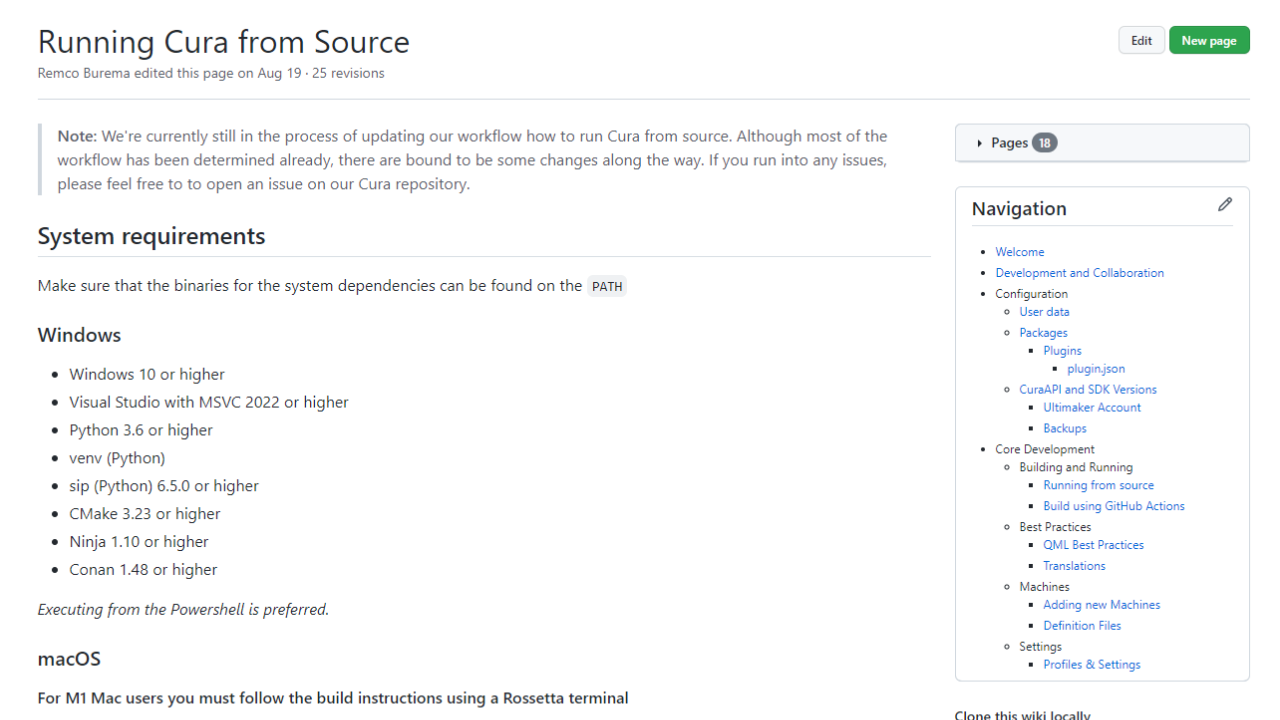 Running Cura from Source
Edit
New page
Remco Burema edited this page on Aug 19 · 25 revisions
Note: We're currently still in the process of updating our workflow how to run Cura from source. Although most of the
workflow has been determined already, there are bound to be some changes along the way. If you run into any issues,
please feel free to to open an issue on our Cura repository.
System requirements
Make sure that the binaries for the system dependencies can be found on the PATH
Windows
Windows 10 or higher
Visual Studio with MSVC 2022 or higher
Python 3.6 or higher
venv (Python)
sip (Python) 6.5.0 or higher
CMake 3.23 or higher
Ninja 1.10 or higher
Conan 1.48 or higher
Executing from the Powershell is preferred.
macOS
For M1 Mac users you must follow the build instructions using a Rossetta terminal
Pages 18
Navigation
Welcome
Development and Collaboration
Configuration
User data
Packages
Plugins
plugin.json
CuraAPI and SDK Versions
Ultimaker Account
Backups
Core Development
Building and Running
Running from source
Build using GitHub Actions
Best Practices
QML Best Practices
Translations
Machines
Adding new Machines
Definition Files
Settings
Profiles & Settings
Clone this wiki locally